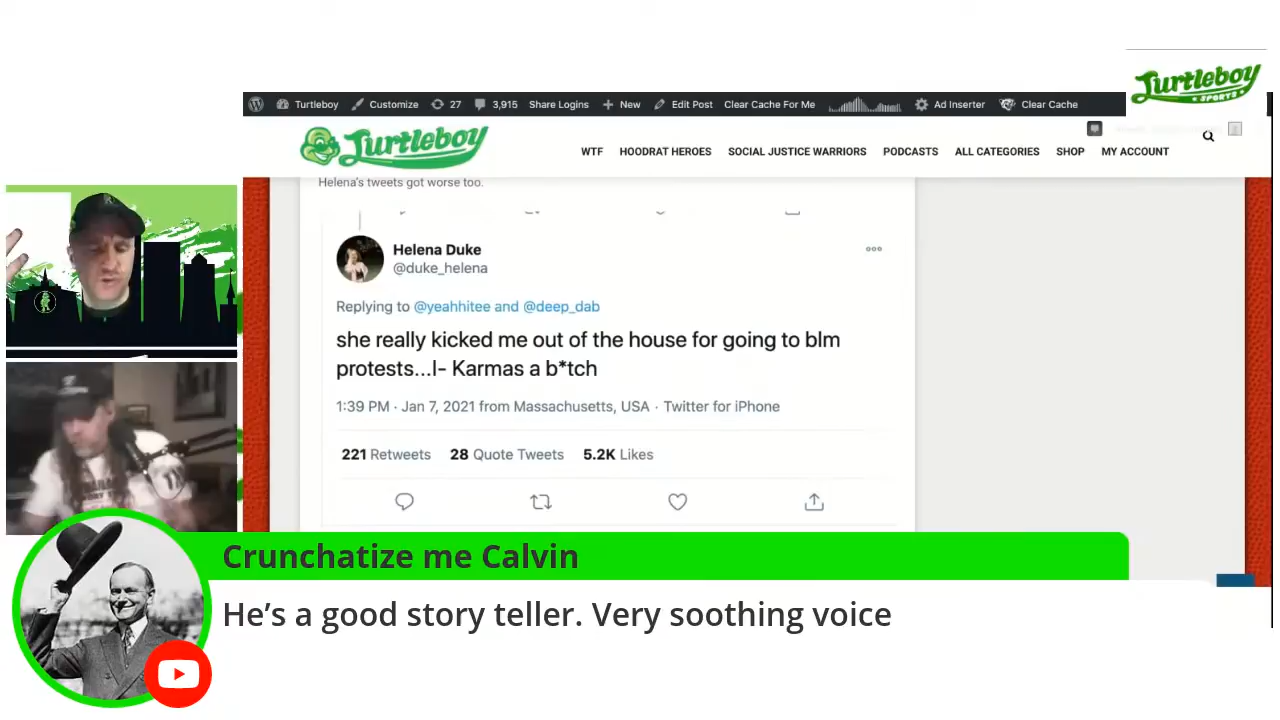 Turtleboy
SPORTS
Turtleboy Customize 27 3,915 Share Logins New Edit Post Clear Cache For Me Ad Inserter Clear Cache
Turtleboy
WTF HOODRAT HEROES SOCIAL JUSTICE WARRIORS PODCASTS ALL CATEGORIES SHOP MY ACCOUNT
Helena's tweets got worse too.
Helena Duke
@duke_helena
Replying to @yeahhitee and @deep_dab
she really kicked me out of the house for going to blm
protests...I- Karmas a b*tch
1:39 PM · Jan 7, 2021 from Massachusetts, USA · Twitter for iPhone
221 Retweets 28 Quote Tweets 5.2K Likes
Crunchatize me Calvin
He's a good story teller. Very soothing voice